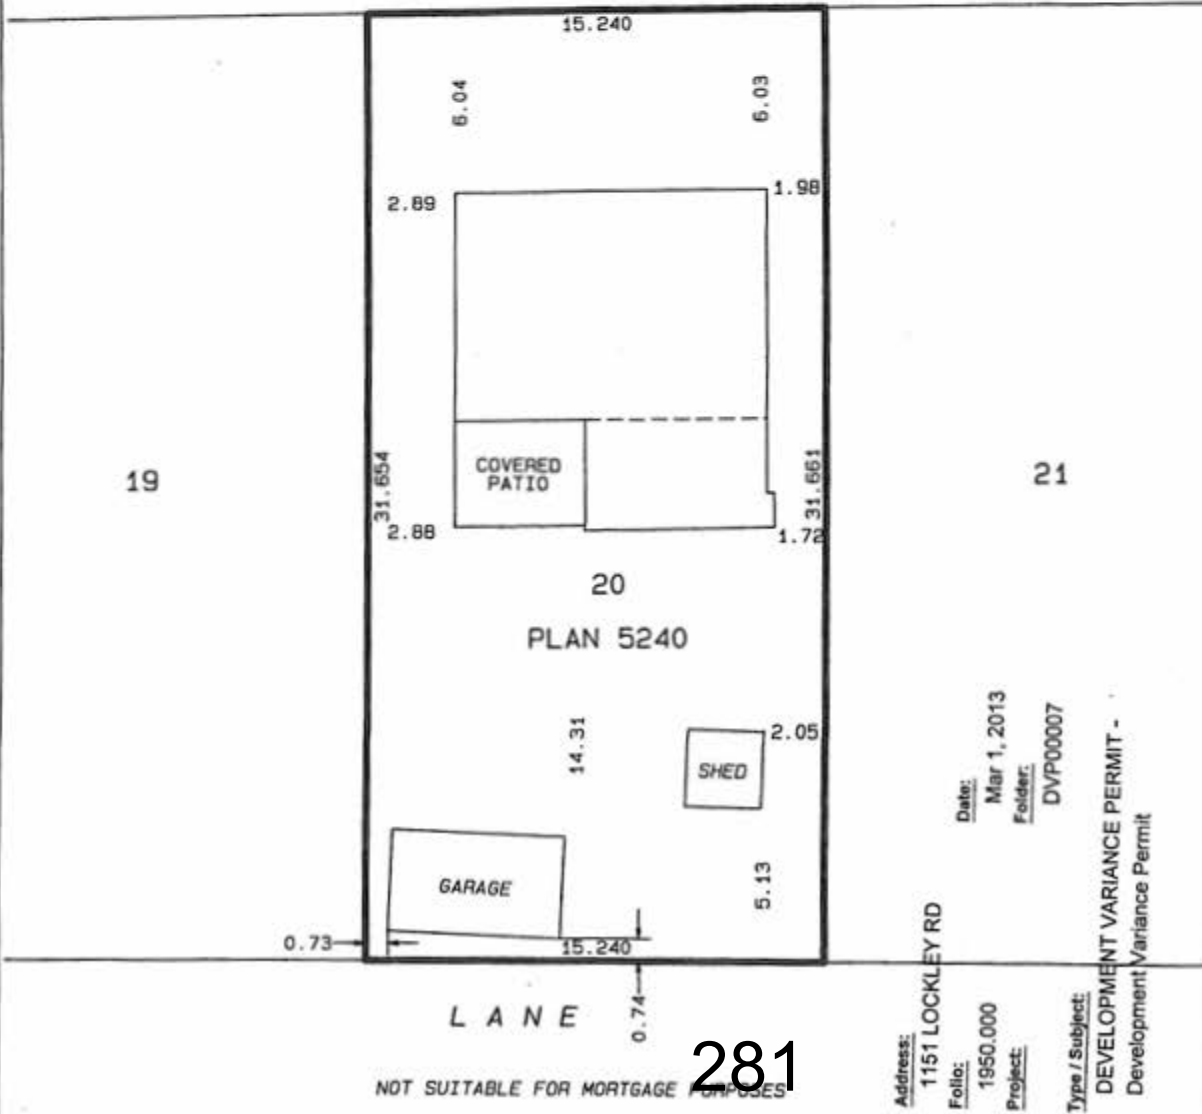 15.240
6.04
6.03
2.89
1.98
19
31.654
COVERED
PATIO
31.661
21
2.88
1.72
20
PLAN 5240
14.31
2.05
SHED
GARAGE
5.13
0.73
15.240
0.74
LANE
281
NOT SUITABLE FOR MORTGAGE PURPOSES
Address:
1151 LOCKLEY RD
Folio:
1950.000
Project:
Date:
Mar 1, 2013
Folder:
DVP00007
Type / Subject:
DEVELOPMENT VARIANCE PERMIT -
Development Variance Permit